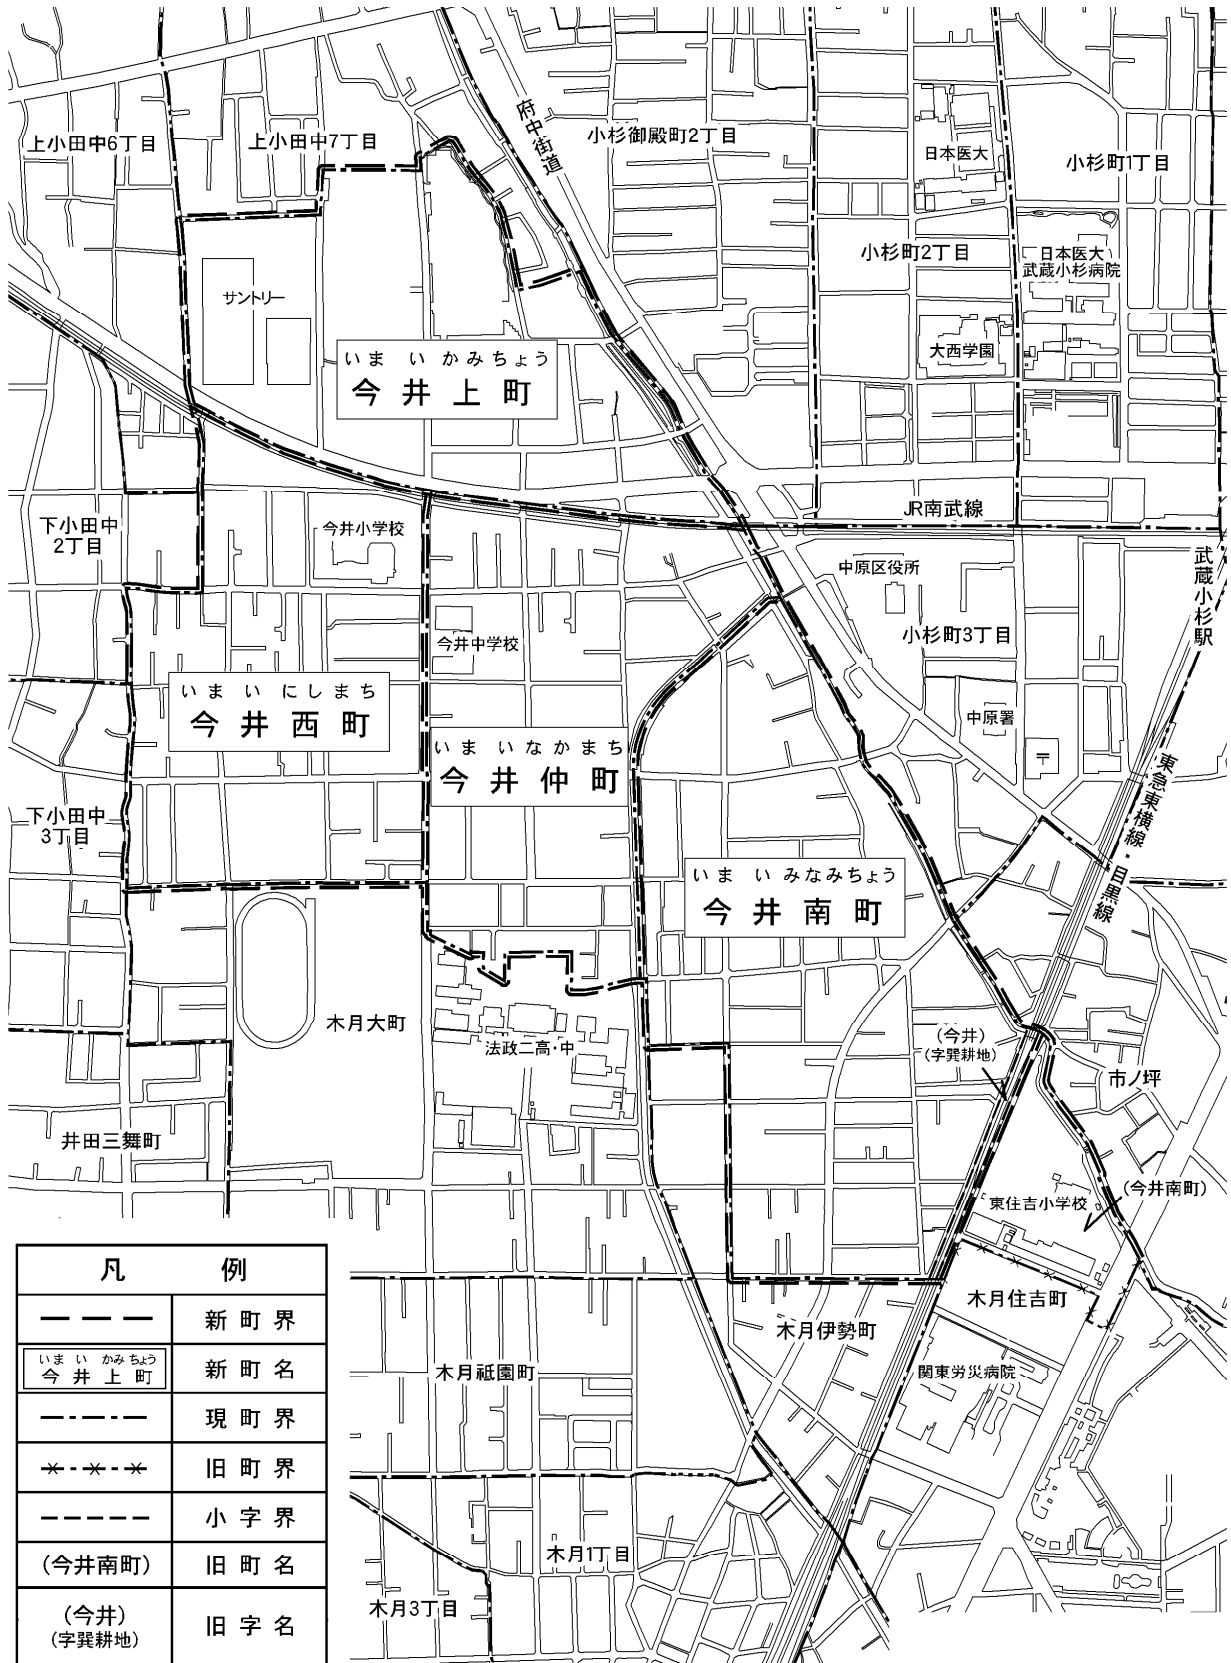 府中街道
上小田中6丁目
上小田中7丁目
小杉御殿町2丁目
日本医大
小杉町1丁目
小杉町2丁目
日本医大
武蔵小杉病院
サントリー
大西学園
いま い かみちょう
今井上町
JR南武線
下小田中
2丁目
今井小学校
中原区役所
武蔵小杉駅
今井中学校
小杉町3丁目
いま い にしまち
今井西町
中原署
〒
いま い なかまち
今井仲町
東急東横線・目黒線
下小田中
3丁目
いま い みなみちょう
今井南町
木月大町
法政二高・中
(今井)
(字巽耕地)
市ノ坪
井田三舞町
東住吉小学校
(今井南町)
木月住吉町
木月伊勢町
木月祗園町
関東労災病院
木月1丁目
木月3丁目
凡例
新町界
いま い かみちょう
今井上町
新町名
現町界
旧町界
小字界
(今井南町)
旧町名
(今井)
(字巽耕地)
旧字名